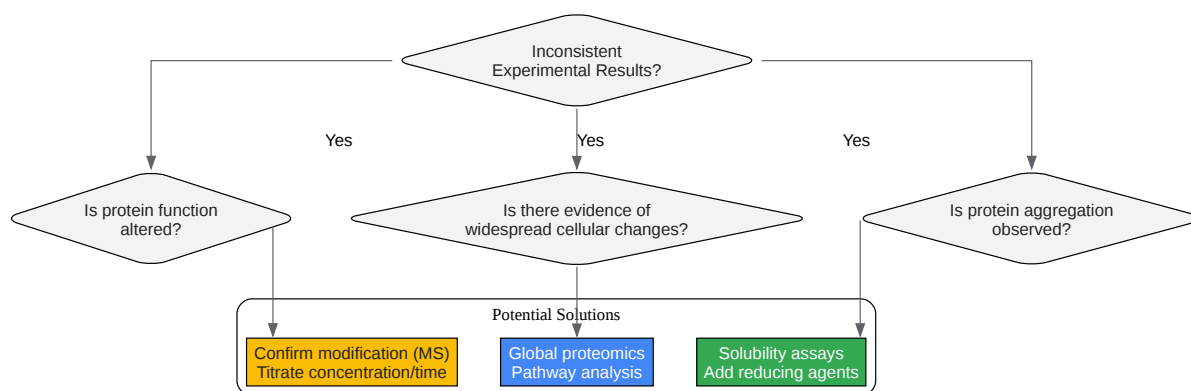 Inconsistent
Experimental Results?
Yes
Yes
Yes
Is protein function
altered?
Is there evidence of
widespread cellular changes?
Is protein aggregation
observed?
Potential Solutions
Confirm modification (MS)
Titrate concentration/time
Global proteomics
Pathway analysis
Solubility assays
Add reducing agents